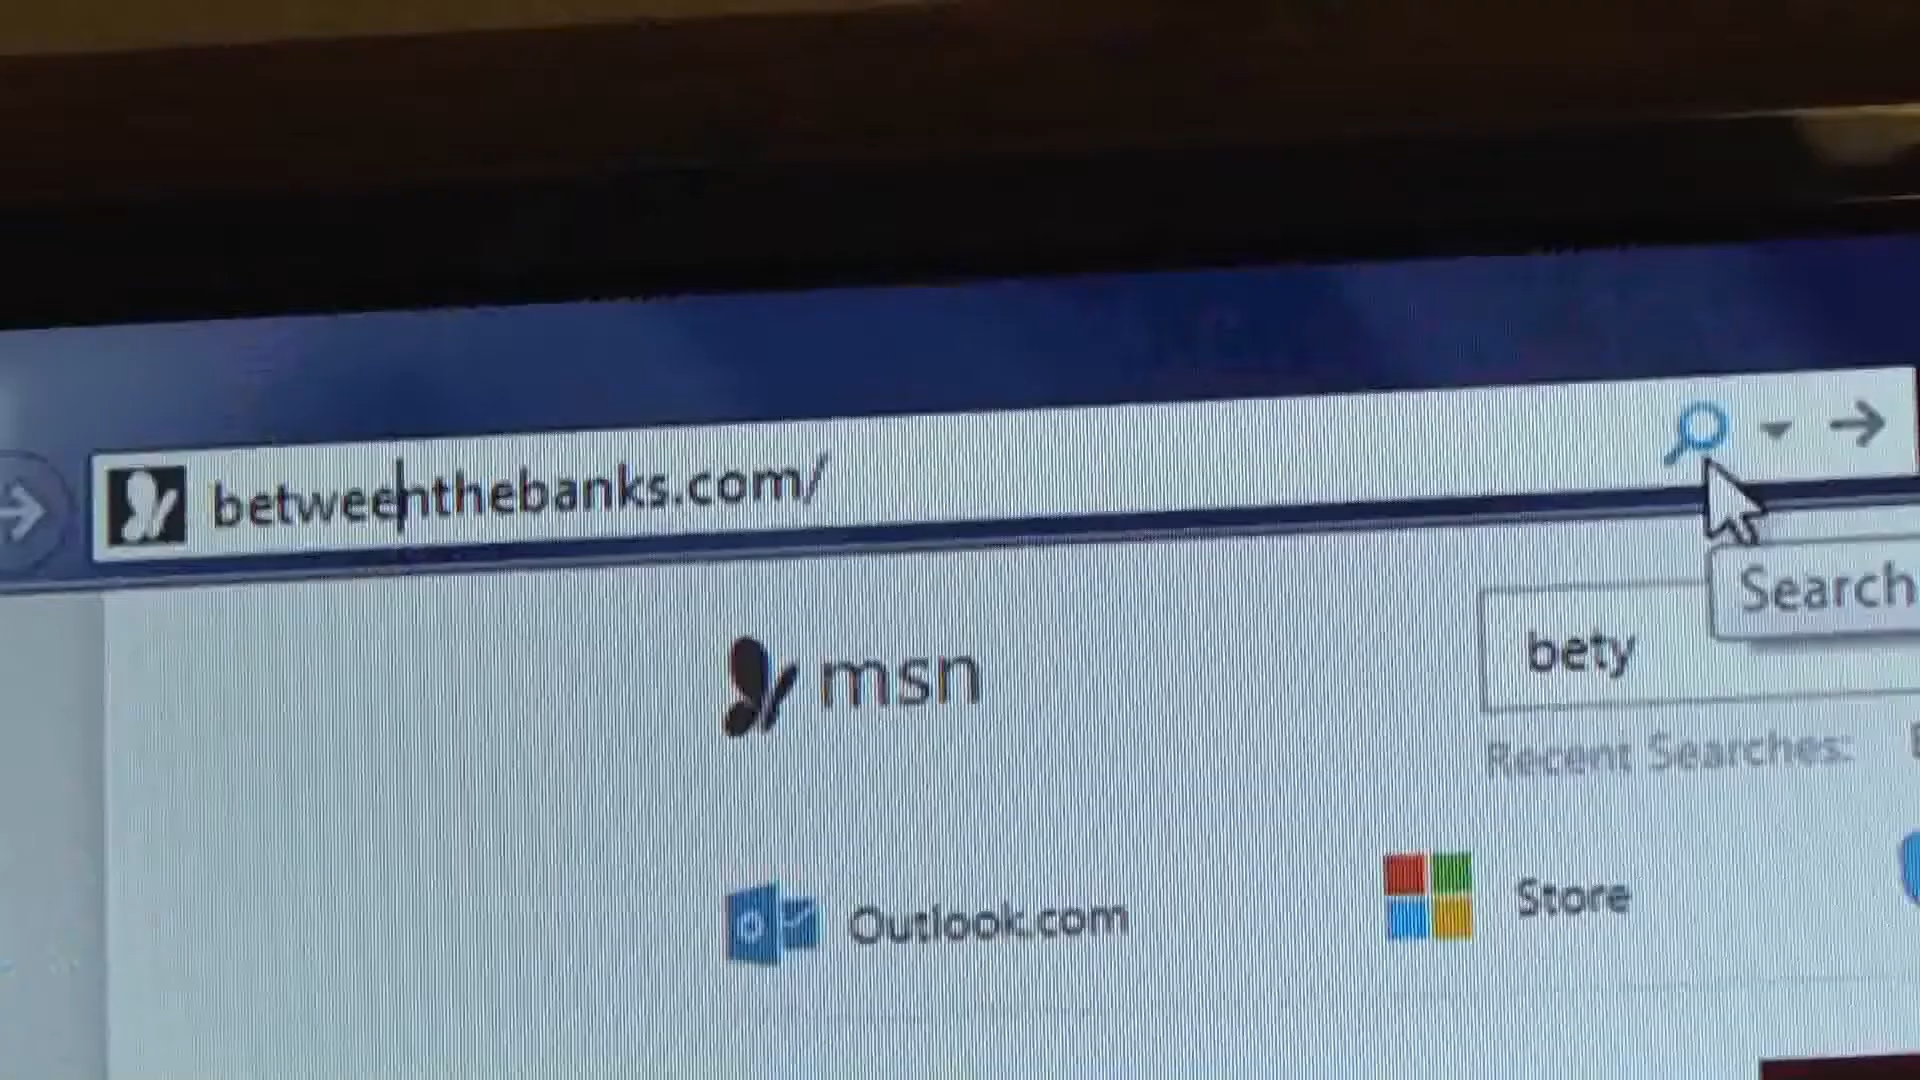 betweenthebanks.com/
Search
msn
bety
Recent Searches:
Outlook.com
Store